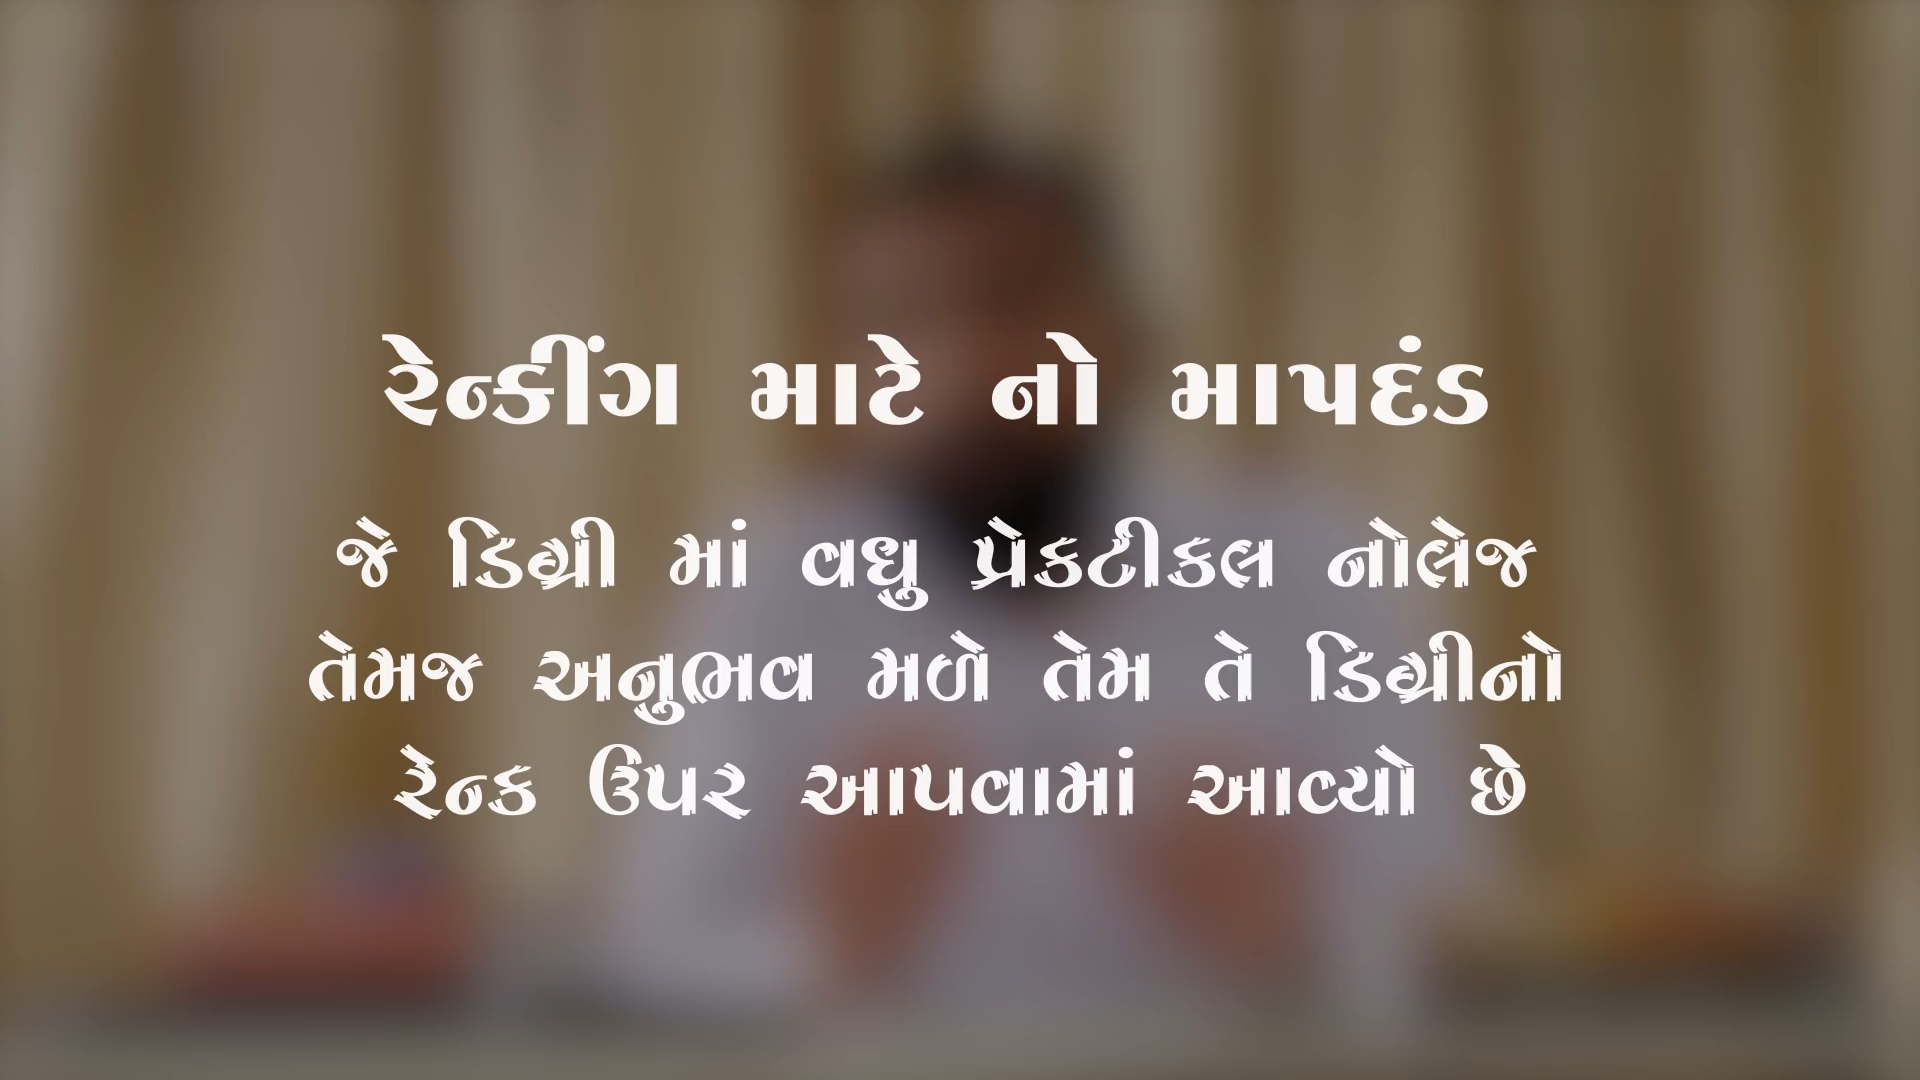 રેન્કીંગ માટે નો માપદંડ
જે ડિગ્રી માં વધુ પ્રેકટીકલ નોલેજ
તેમજ અનુભવ મળે તેમ તે ડિગ્રીનો
રેન્ક ઉપર આપવામાં આવ્યો છે